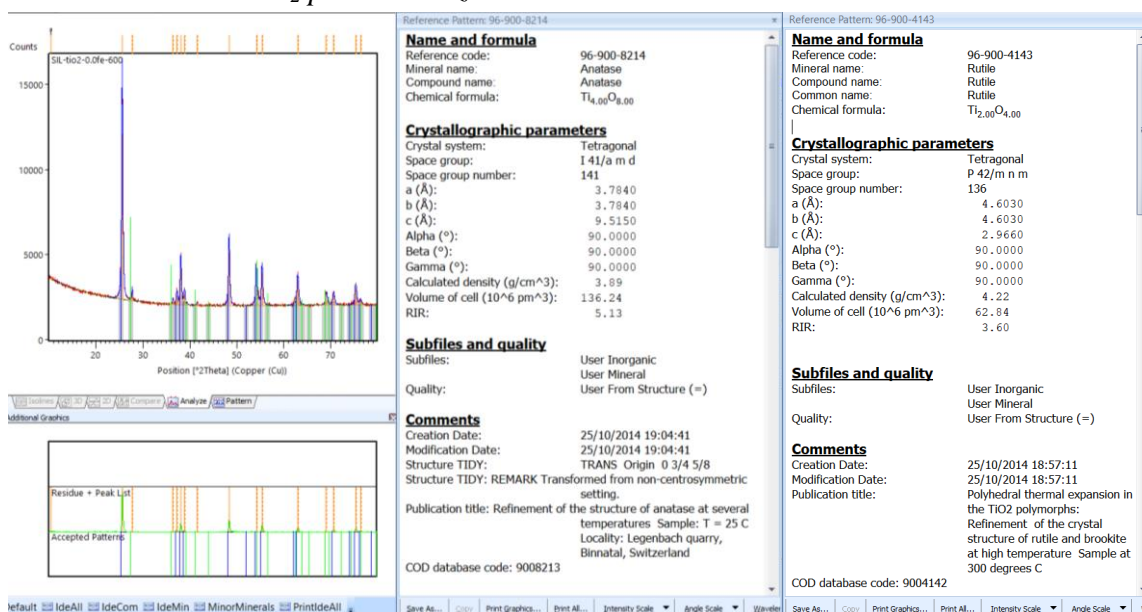 Counts
SIL-tio2-0.0fe-600
15000
10000
5000
0
20 30 40 50 60 70
Position [°2Theta] (Copper (Cu))
Isolines 3D 2D Compare Analyze Pattern
Additional Graphics
Residue + Peak List
Accepted Patterns
Default IdeAll IdeCom IdeMin MinorMinerals PrintIdeAll
Reference Pattern: 96-900-8214
Name and formula
Reference code: 96-900-8214
Mineral name: Anatase
Compound name: Anatase
Chemical formula: Ti4.00O8.00
Crystallographic parameters
Crystal system: Tetragonal
Space group: I 41/a m d
Space group number: 141
a (Å): 3.7840
b (Å): 3.7840
c (Å): 9.5150
Alpha (°): 90.0000
Beta (°): 90.0000
Gamma (°): 90.0000
Calculated density (g/cm^3): 3.89
Volume of cell (10^6 pm^3): 136.24
RIR: 5.13
Subfiles and quality
Subfiles: User Inorganic
User Mineral
Quality: User From Structure (=)
Comments
Creation Date: 25/10/2014 19:04:41
Modification Date: 25/10/2014 19:04:41
Structure TIDY: TRANS Origin 0 3/4 5/8
Structure TIDY: REMARK Transformed from non-centrosymmetric
setting.
Publication title: Refinement of the structure of anatase at several
temperatures Sample: T = 25 C
Locality: Legenbach quarry,
Binnatal, Switzerland
COD database code: 9008213
Save As... Copy Print Graphics... Print All... Intensity Scale Angle Scale Wavelen
Reference Pattern: 96-900-4143
Name and formula
Reference code: 96-900-4143
Mineral name: Rutile
Compound name: Rutile
Common name: Rutile
Chemical formula: Ti2.00O4.00
Crystallographic parameters
Crystal system: Tetragonal
Space group: P 42/m n m
Space group number: 136
a (Å): 4.6030
b (Å): 4.6030
c (Å): 2.9660
Alpha (°): 90.0000
Beta (°): 90.0000
Gamma (°): 90.0000
Calculated density (g/cm^3): 4.22
Volume of cell (10^6 pm^3): 62.84
RIR: 3.60
Subfiles and quality
Subfiles: User Inorganic
User Mineral
Quality: User From Structure (=)
Comments
Creation Date: 25/10/2014 18:57:11
Modification Date: 25/10/2014 18:57:11
Publication title: Polyhedral thermal expansion in
the TiO2 polymorphs:
Refinement of the crystal
structure of rutile and brookite
at high temperature Sample at
300 degrees C
COD database code: 9004142
Save As... Copy Print Graphics... Print All... Intensity Scale Angle Scale